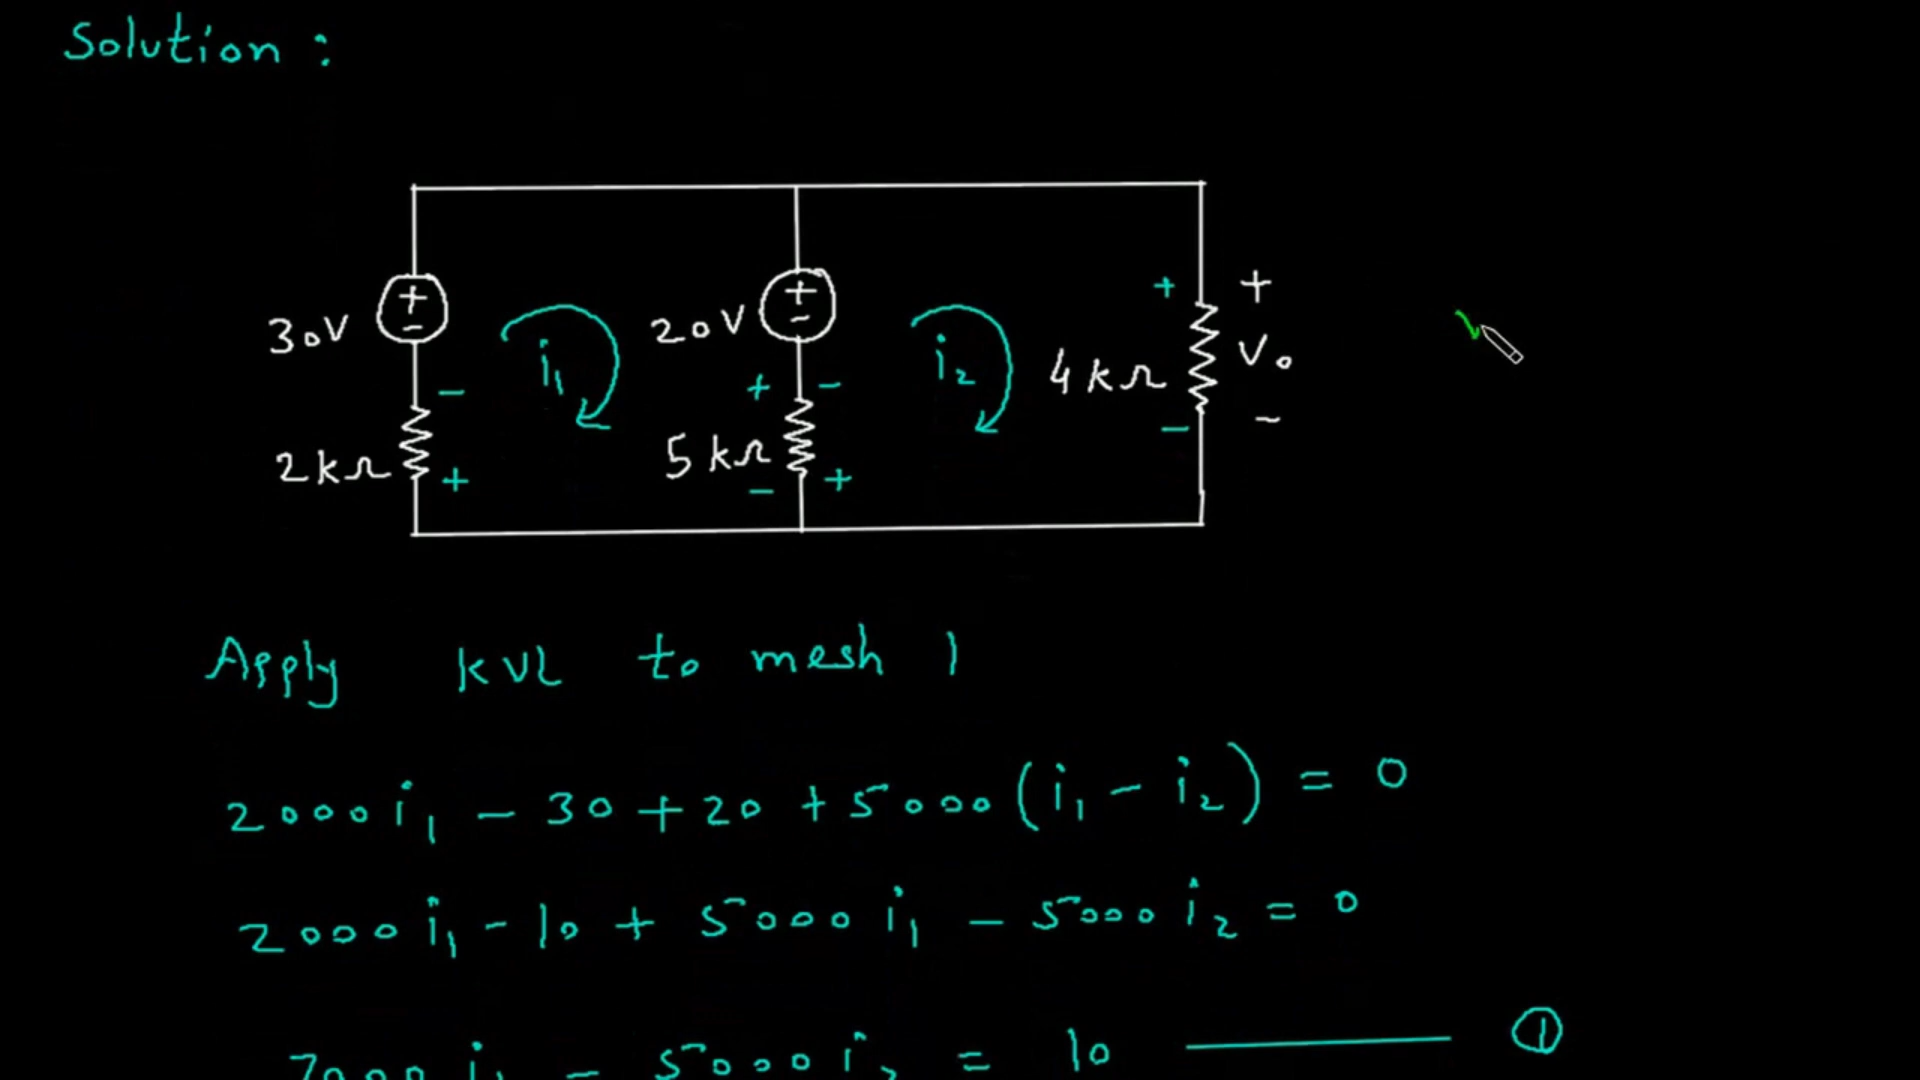 Solution :
+ - + - + +
30V i₁ 20V i₂ 4kΩ V₀
- + - - -
2kΩ + 5kΩ - +
Apply KVL to mesh 1
2000i₁ - 30 + 20 + 5000(i₁ - i₂) = 0
2000i₁ - 10 + 5000i₁ - 5000i₂ = 0
7000i₁ - 5000i₂ = 10 ——— ①